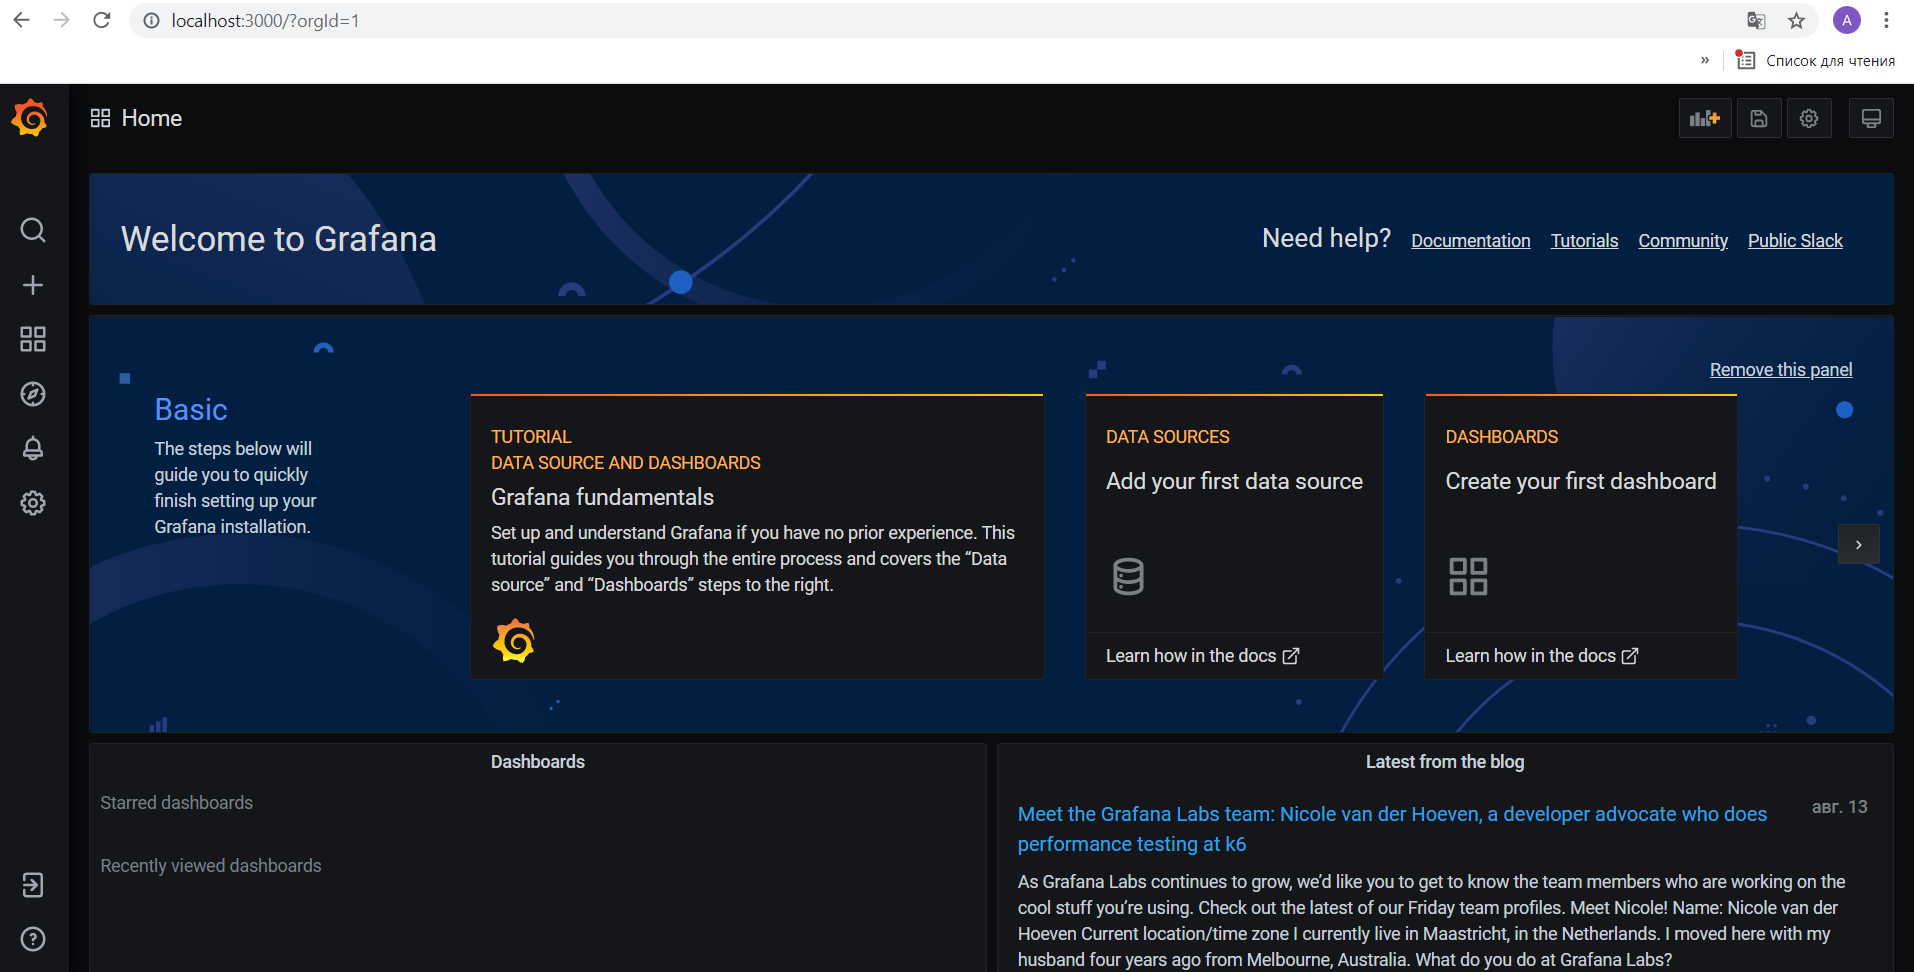 localhost:3000/?orgId=1
A
»
Список для чтения
Home
Welcome to Grafana
Need help?
Documentation
Tutorials
Community
Public Slack
Remove this panel
Basic
The steps below will
guide you to quickly
finish setting up your
Grafana installation.
TUTORIAL
DATA SOURCE AND DASHBOARDS
Grafana fundamentals
Set up and understand Grafana if you have no prior experience. This
tutorial guides you through the entire process and covers the “Data
source” and “Dashboards” steps to the right.
DATA SOURCES
Add your first data source
Learn how in the docs
DASHBOARDS
Create your first dashboard
Learn how in the docs
Dashboards
Starred dashboards
Recently viewed dashboards
Latest from the blog
Meet the Grafana Labs team: Nicole van der Hoeven, a developer advocate who does
performance testing at k6
авг. 13
As Grafana Labs continues to grow, we’d like you to get to know the team members who are working on the
cool stuff you’re using. Check out the latest of our Friday team profiles. Meet Nicole! Name: Nicole van der
Hoeven Current location/time zone I currently live in Maastricht, in the Netherlands. I moved here with my
husband four years ago from Melbourne, Australia. What do you do at Grafana Labs?